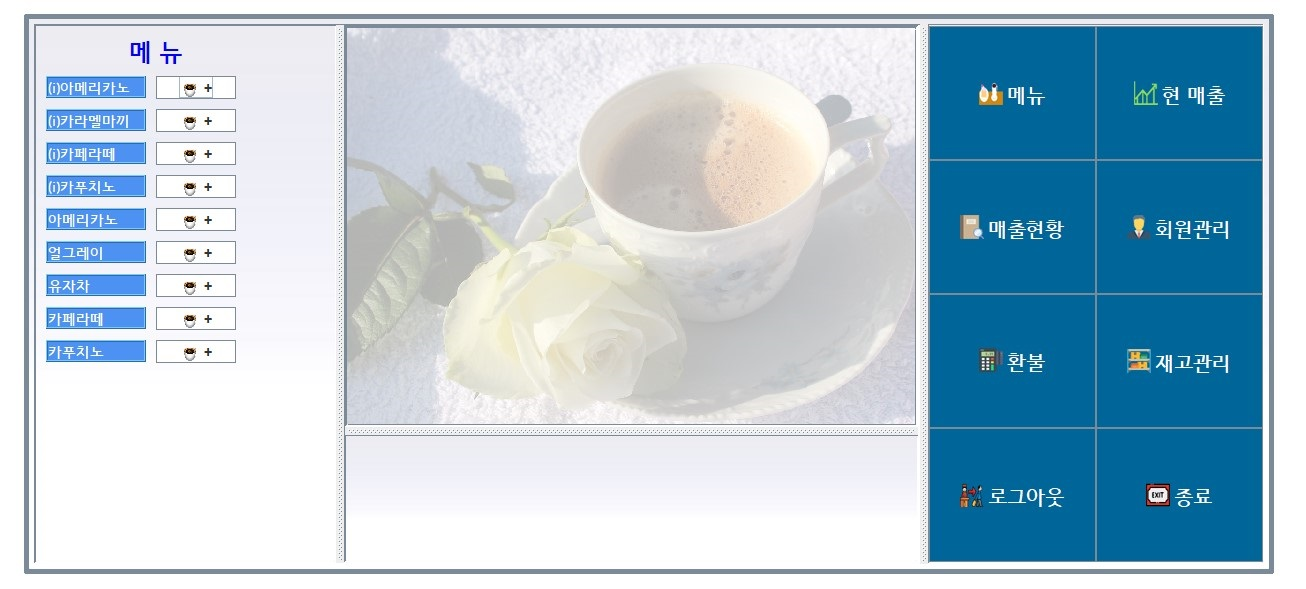 메 뉴
(i)아메리카노 +
(i)카라멜마끼 +
(i)카페라떼 +
(i)카푸치노 +
아메리카노 +
얼그레이 +
유자차 +
카페라떼 +
카푸치노 +
메뉴
현 매출
매출현황
회원관리
환불
재고관리
로그아웃
EXIT 종료